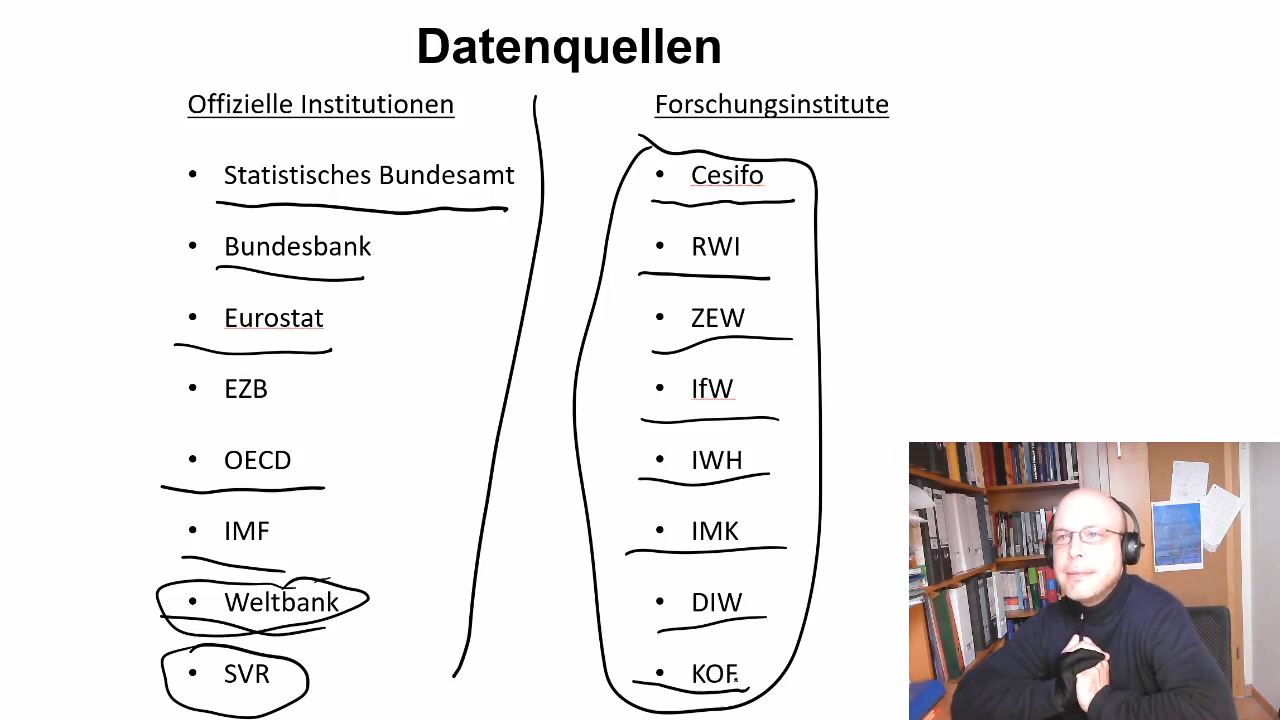 Datenquellen
Offizielle Institutionen
• Statistisches Bundesamt
• Bundesbank
• Eurostat
• EZB
• OECD
• IMF
• Weltbank
• SVR
Forschungsinstitute
• Cesifo
• RWI
• ZEW
• IfW
• IWH
• IMK
• DIW
• KOF